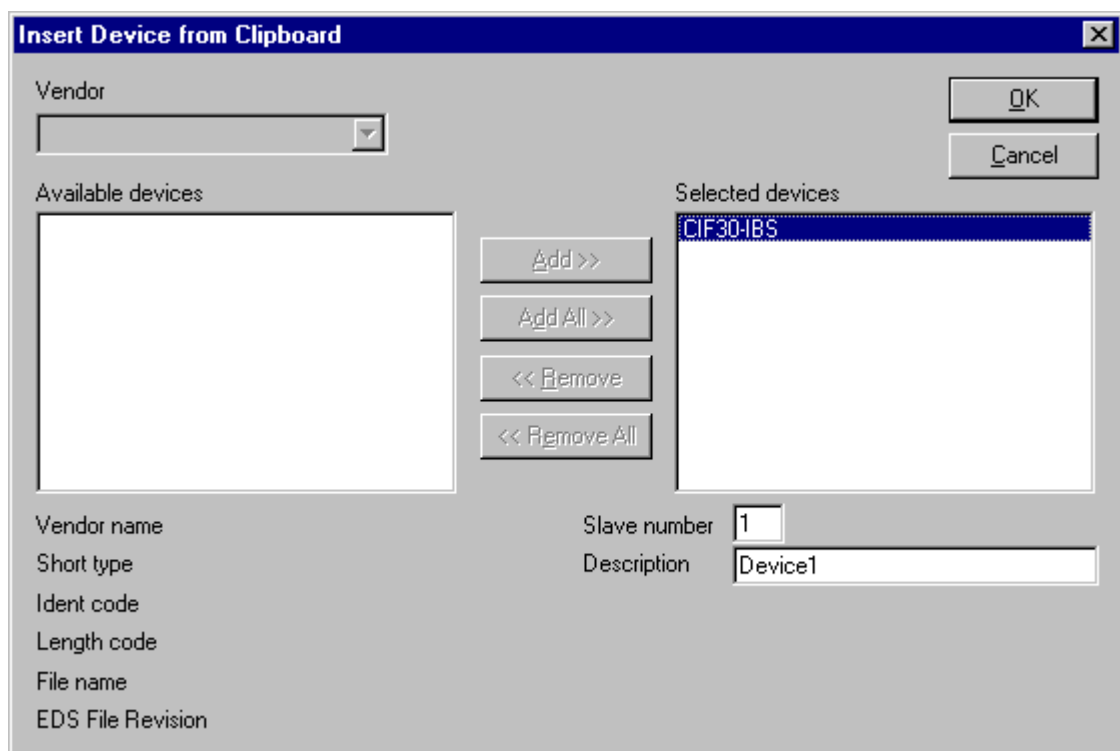 Insert Device from Clipboard
Vendor
OK
Cancel
Available devices
Selected devices
CIF30-IBS
Add >>
Add All >>
<< Remove
<< Remove All
Vendor name
Slave number 1
Short type
Description Device1
Ident code
Length code
File name
EDS File Revision